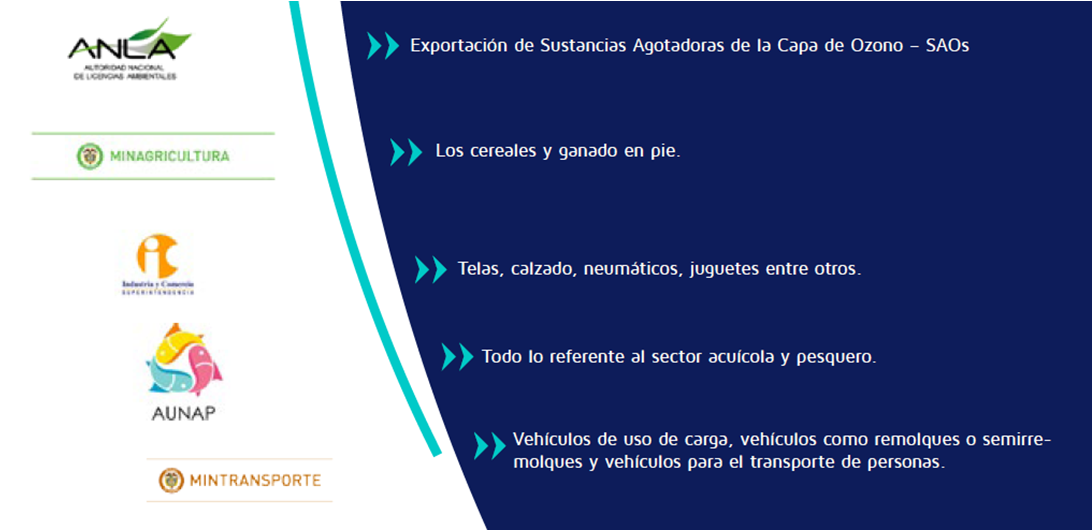 ANLA
AUTORIDAD NACIONAL
DE LICENCIAS AMBIENTALES
Exportación de Sustancias Agotadoras de la Capa de Ozono – SAOs
MINAGRICULTURA
Los cereales y ganado en pie.
Industria y Comercio
SUPERINTENDENCIA
Telas, calzado, neumáticos, juguetes entre otros.
AUNAP
Todo lo referente al sector acuícola y pesquero.
MINTRANSPORTE
Vehículos de uso de carga, vehículos como remolques o semirre-
molques y vehículos para el transporte de personas.